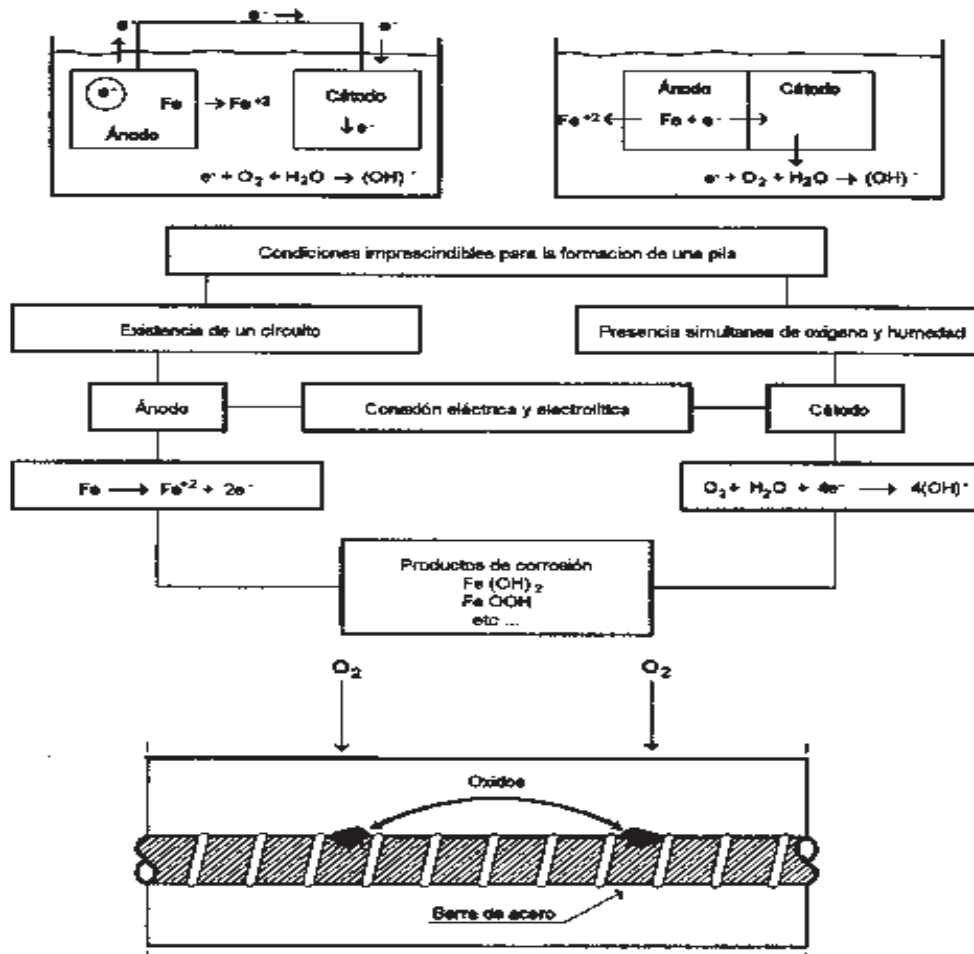 e⁻ e⁻ → e⁻
e⁻ Fe → Fe⁺² Cátodo
Ánodo ↓ e⁻
e⁻ + O₂ + H₂O → (OH)⁻
Ánodo Cátodo
Fe⁺² ← Fe + e⁻ →
e⁻ + O₂ + H₂O → (OH)⁻
Condiciones imprescindibles para la formacion de una pila
Existencia de un círcuito
Presencia simultanea de oxígeno y humedad
Ánodo
Conexión eléctrica y electrolítica
Cátodo
Fe ⟶ Fe⁺² + 2e⁻
O₂ + H₂O + 4e⁻ ⟶ 4(OH)⁻
Productos de corrosión
Fe (OH)₂
Fe OOH
etc ...
O₂ O₂
Oxidos
Barra de acero